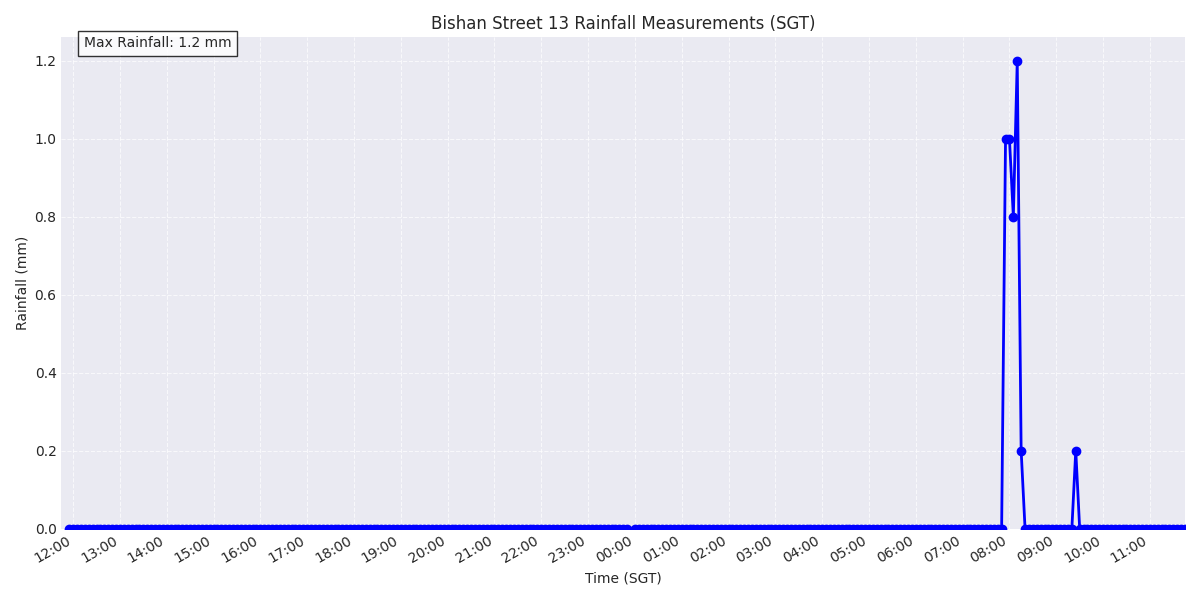 Bishan Street 13 Rainfall Measurements (SGT)
Max Rainfall: 1.2 mm
1.2
1.0
0.8
0.6
0.4
0.2
0.0
Rainfall (mm)
12:00 13:00 14:00 15:00 16:00 17:00 18:00 19:00 20:00 21:00 22:00 23:00 00:00 01:00 02:00 03:00 04:00 05:00 06:00 07:00 08:00 09:00 10:00 11:00
Time (SGT)